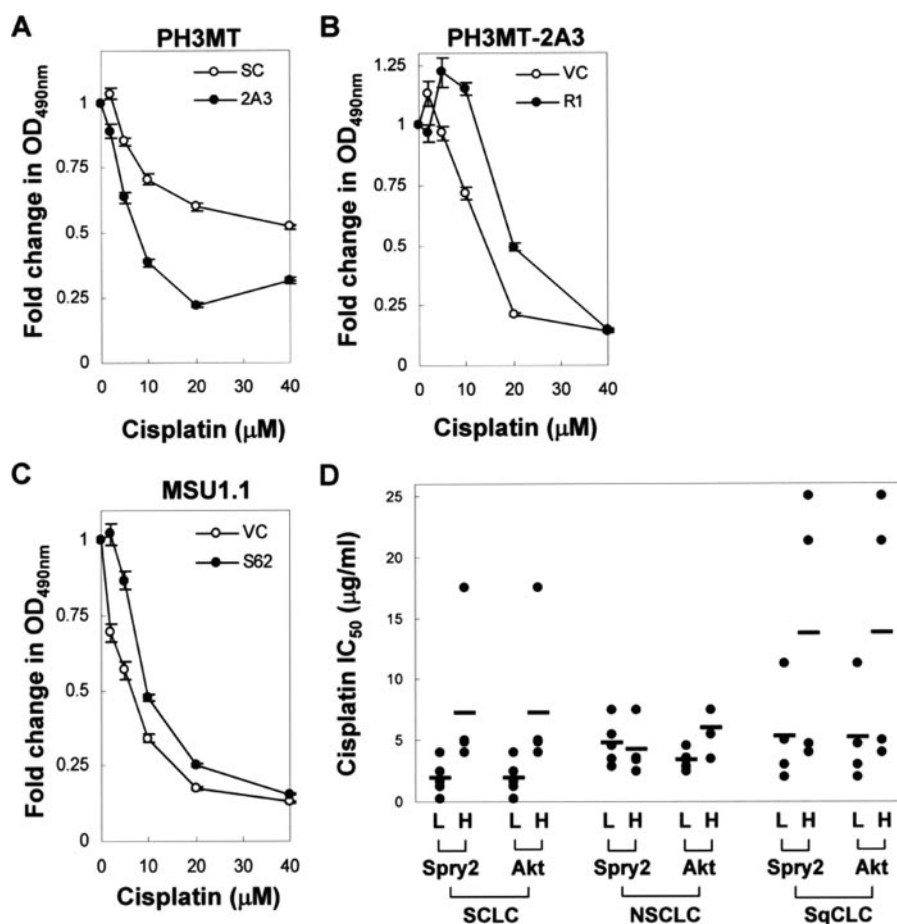 A
PH3MT
SC
2A3
Fold change in OD490nm
1
0.75
0.5
0.25
0
0 10 20 30 40
Cisplatin (μM)
B
PH3MT-2A3
VC
R1
Fold change in OD490nm
1.25
1
0.75
0.5
0.25
0
0 10 20 30 40
Cisplatin (μM)
C
MSU1.1
VC
S62
Fold change in OD490nm
1
0.75
0.5
0.25
0
0 10 20 30 40
Cisplatin (μM)
D
Cisplatin IC50 (μg/ml)
25
20
15
10
5
0
L H L H L H L H L H L H
Spry2 Akt Spry2 Akt Spry2 Akt
SCLC NSCLC SqCLC